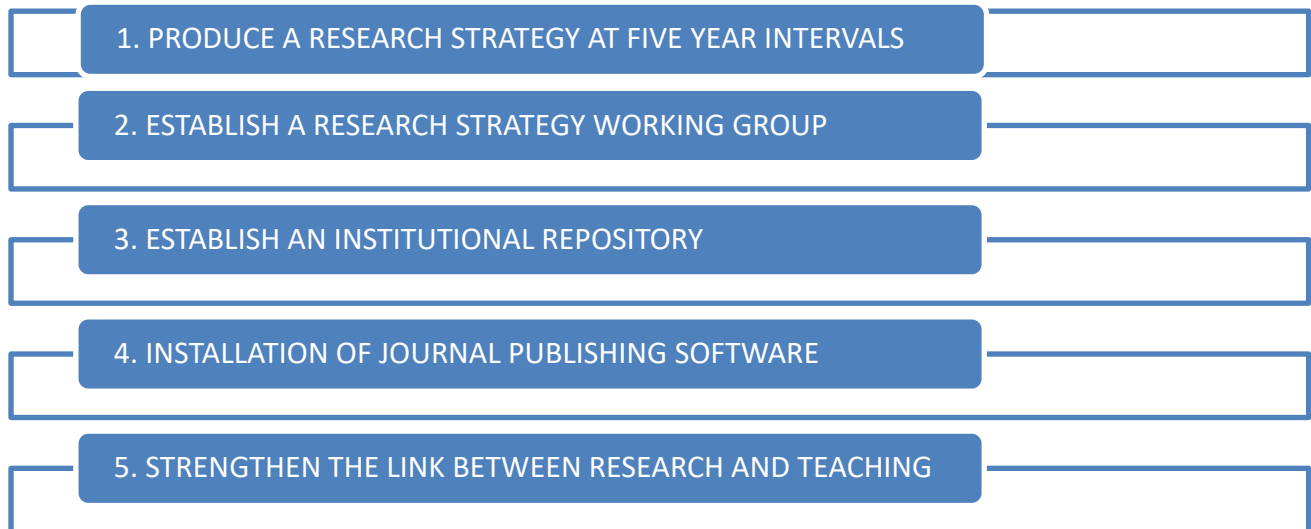 1. PRODUCE A RESEARCH STRATEGY AT FIVE YEAR INTERVALS
2. ESTABLISH A RESEARCH STRATEGY WORKING GROUP
3. ESTABLISH AN INSTITUTIONAL REPOSITORY
4. INSTALLATION OF JOURNAL PUBLISHING SOFTWARE
5. STRENGTHEN THE LINK BETWEEN RESEARCH AND TEACHING